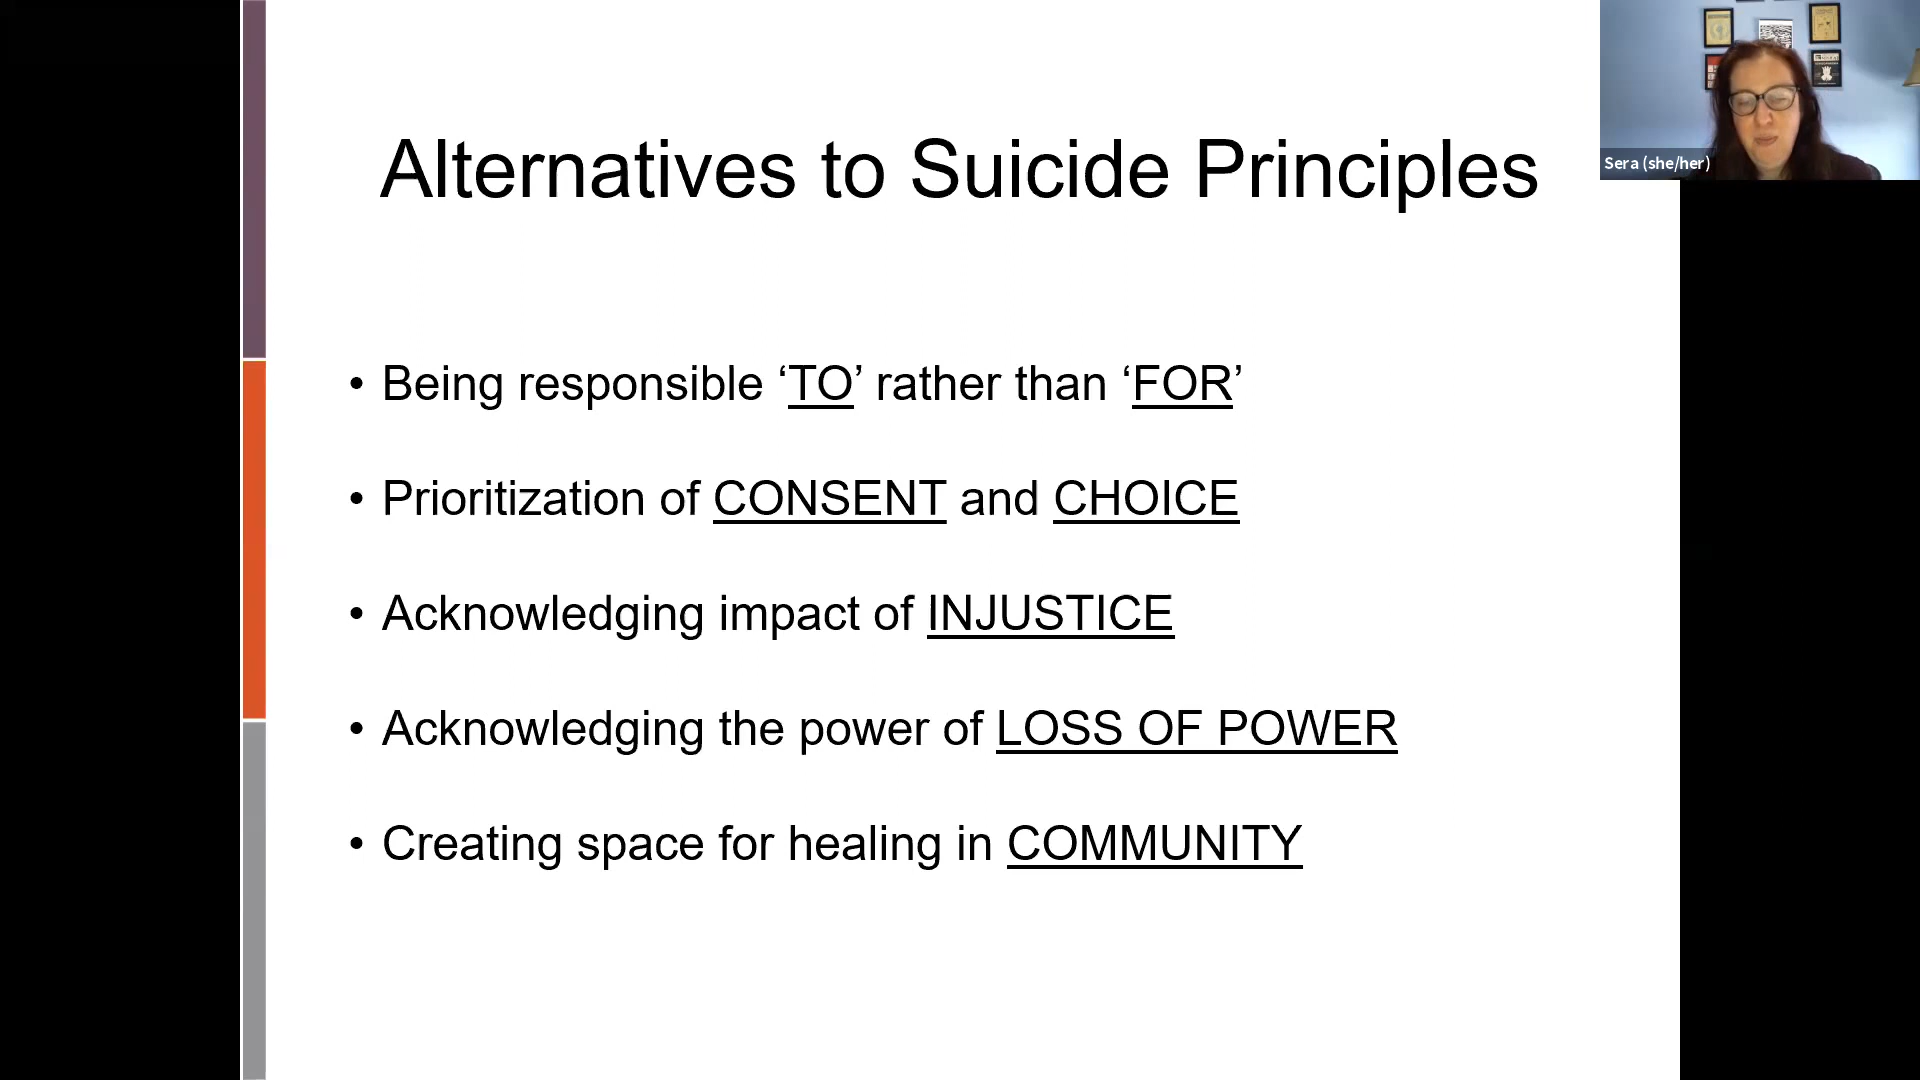 Alternatives to Suicide Principles
Sera (she/her)
• Being responsible ‘TO’ rather than ‘FOR’
• Prioritization of CONSENT and CHOICE
• Acknowledging impact of INJUSTICE
• Acknowledging the power of LOSS OF POWER
• Creating space for healing in COMMUNITY